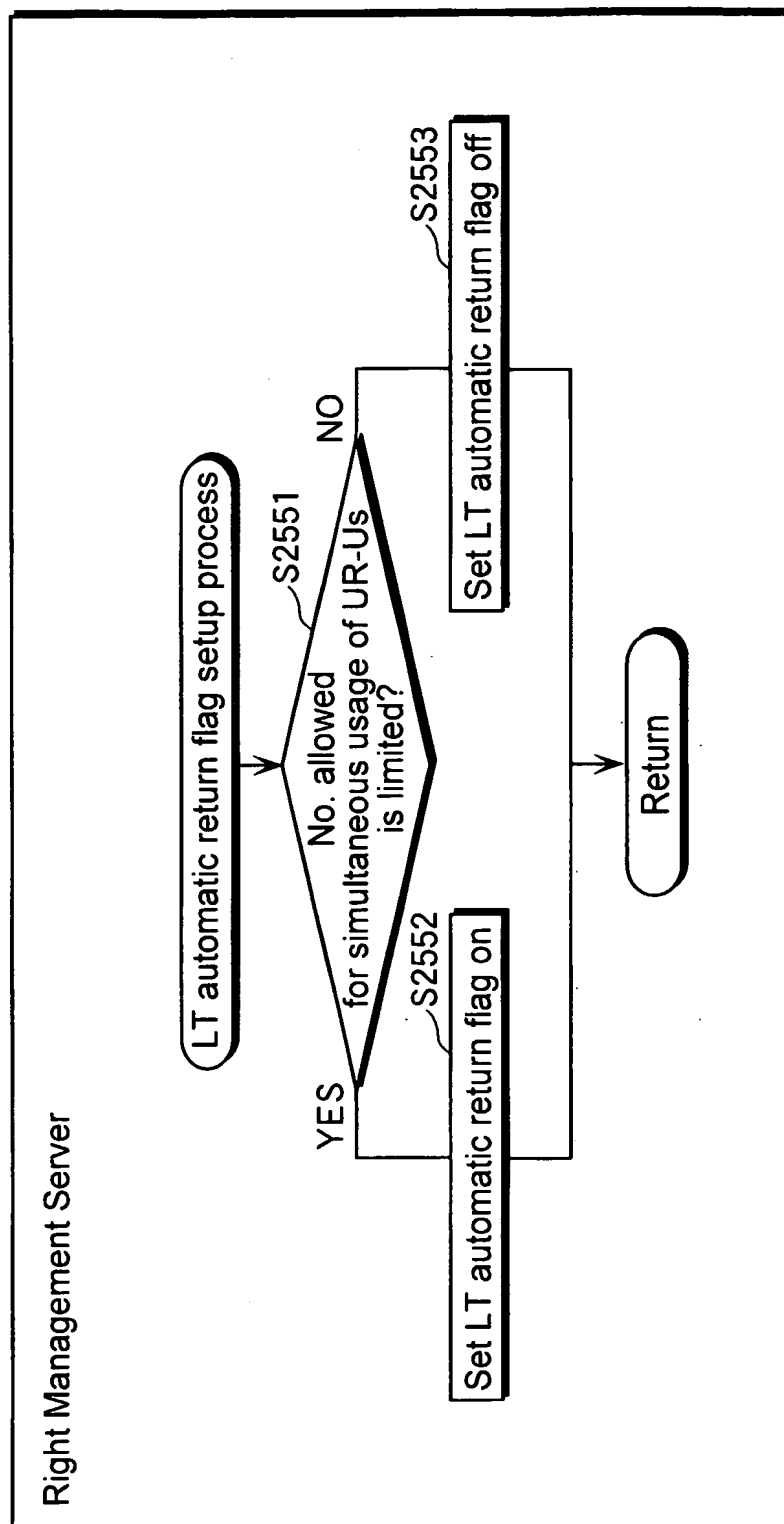 Right Management Server
LT automatic return flag setup process
S2551
No. allowed
for simultaneous usage of UR-Us
is limited?
YES
NO
S2552
Set LT automatic return flag on
S2553
Set LT automatic return flag off
Return